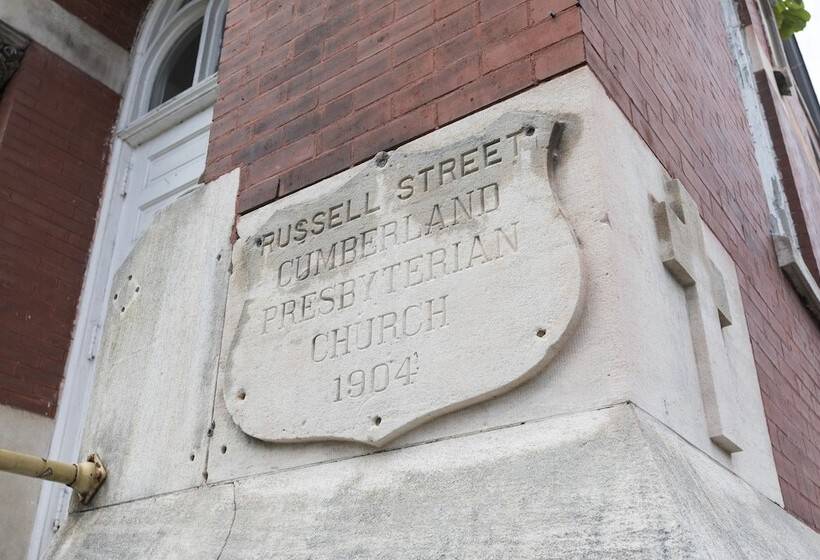 RUSSELL STREET
CUMBERLAND
PRESBYTERIAN
CHURCH
1904